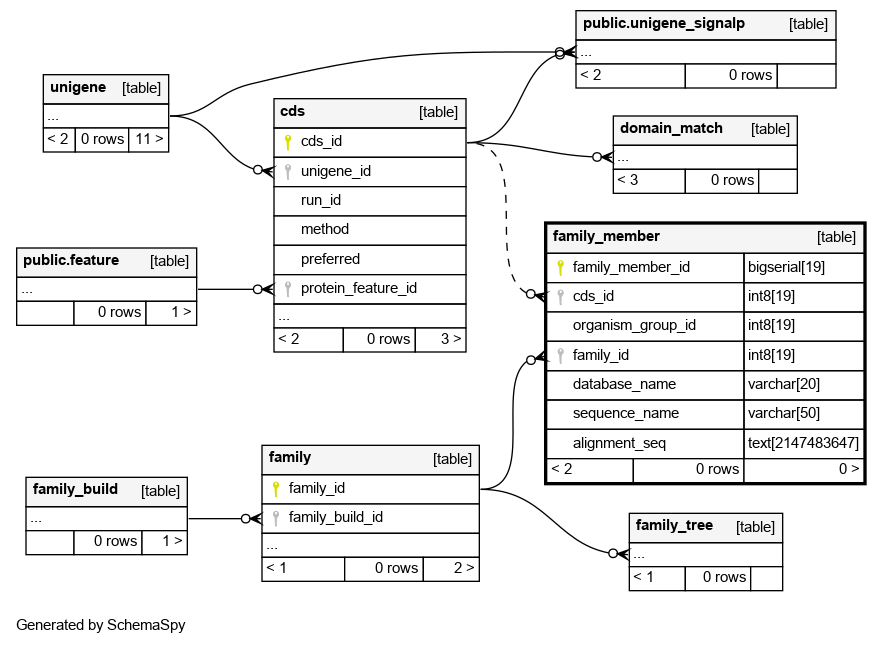 public.unigene_signalp [table]
...
< 2 0 rows
unigene [table]
...
< 2 0 rows 11 >
cds [table]
cds_id
unigene_id
run_id
method
preferred
protein_feature_id
...
< 2 0 rows 3 >
domain_match [table]
...
< 3 0 rows
public.feature [table]
...
0 rows 1 >
family_member [table]
family_member_id bigserial[19]
cds_id int8[19]
organism_group_id int8[19]
family_id int8[19]
database_name varchar[20]
sequence_name varchar[50]
alignment_seq text[2147483647]
< 2 0 rows 0 >
family [table]
family_id
family_build_id
...
< 1 0 rows 2 >
family_build [table]
...
0 rows 1 >
family_tree [table]
...
< 1 0 rows
Generated by SchemaSpy